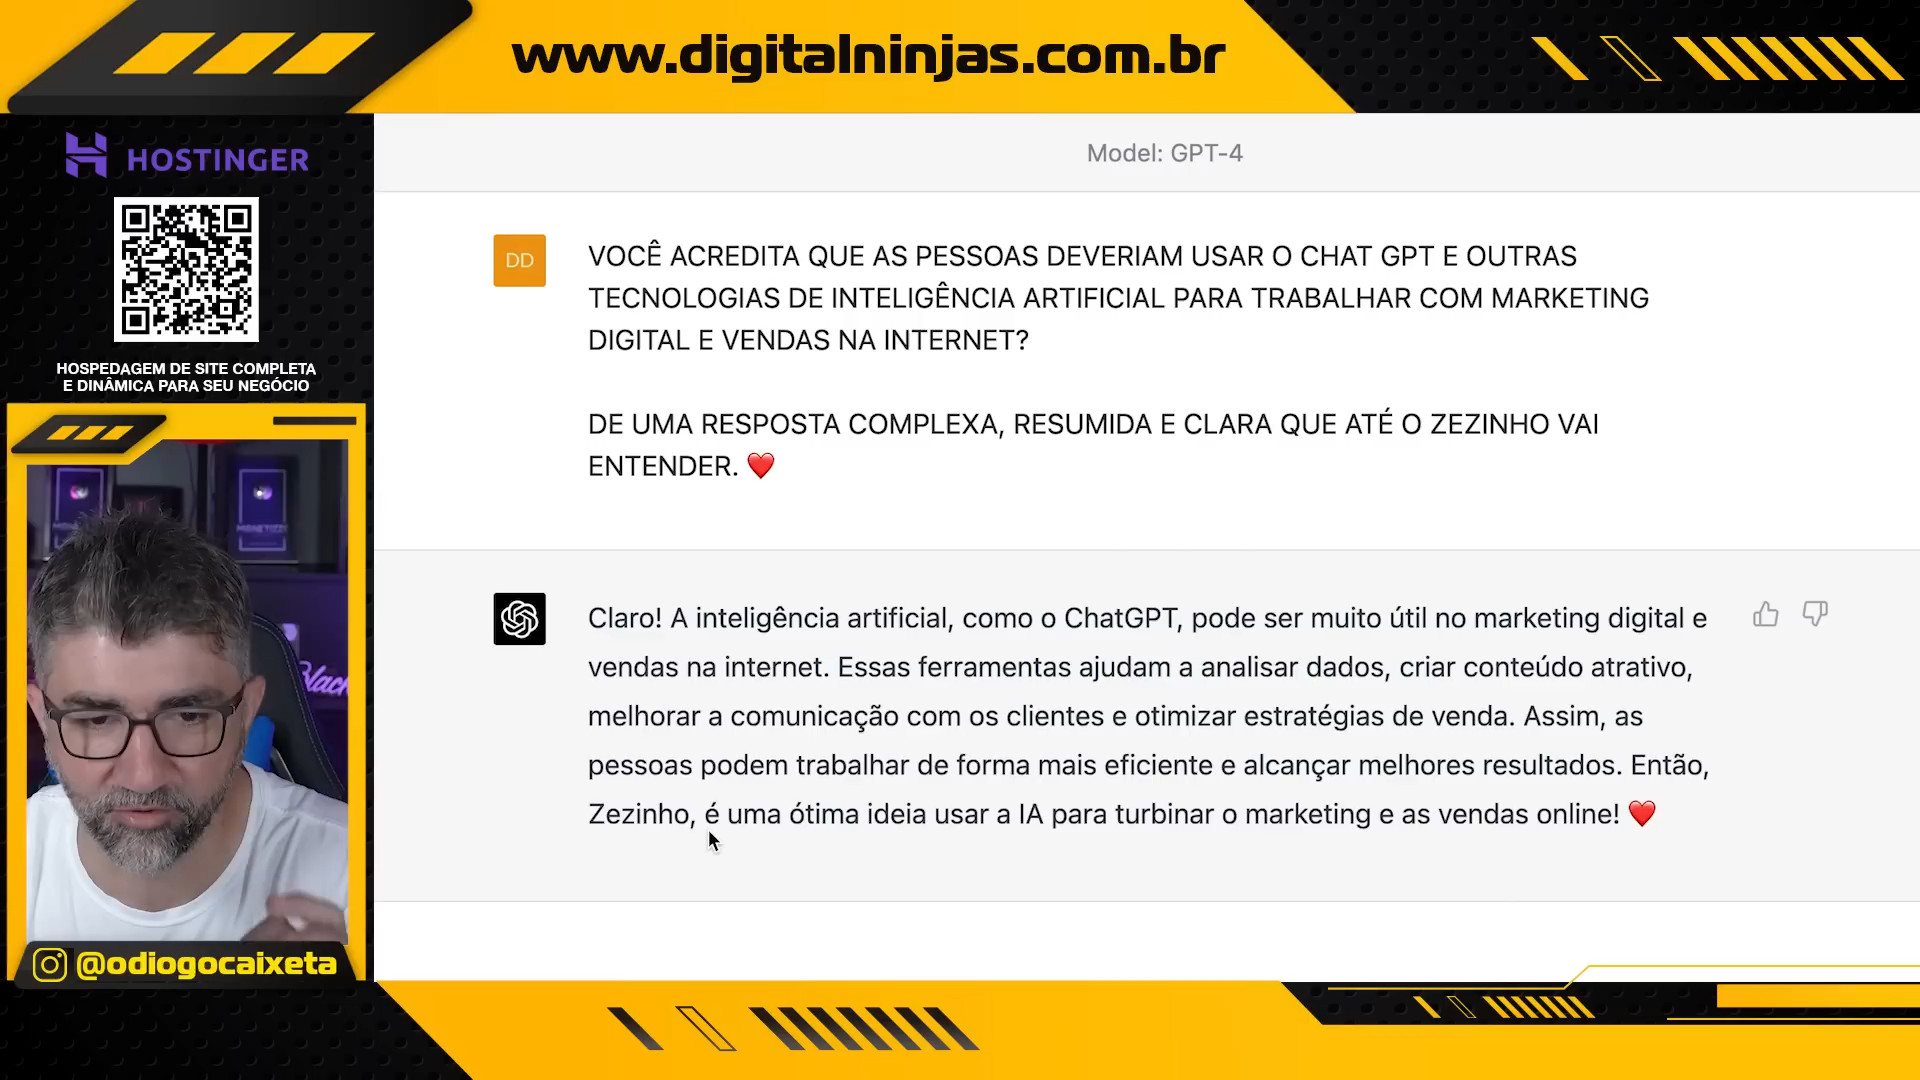 www.digitalninjas.com.br
HOSTINGER
HOSPEDAGEM DE SITE COMPLETA
E DINÂMICA PARA SEU NEGÓCIO
Model: GPT-4
DD
VOCÊ ACREDITA QUE AS PESSOAS DEVERIAM USAR O CHAT GPT E OUTRAS
TECNOLOGIAS DE INTELIGÊNCIA ARTIFICIAL PARA TRABALHAR COM MARKETING
DIGITAL E VENDAS NA INTERNET?
DE UMA RESPOSTA COMPLEXA, RESUMIDA E CLARA QUE ATÉ O ZEZINHO VAI
ENTENDER. ❤️
Claro! A inteligência artificial, como o ChatGPT, pode ser muito útil no marketing digital e
vendas na internet. Essas ferramentas ajudam a analisar dados, criar conteúdo atrativo,
melhorar a comunicação com os clientes e otimizar estratégias de venda. Assim, as
pessoas podem trabalhar de forma mais eficiente e alcançar melhores resultados. Então,
Zezinho, é uma ótima ideia usar a IA para turbinar o marketing e as vendas online! ❤️
Black
@odiogocaixeta